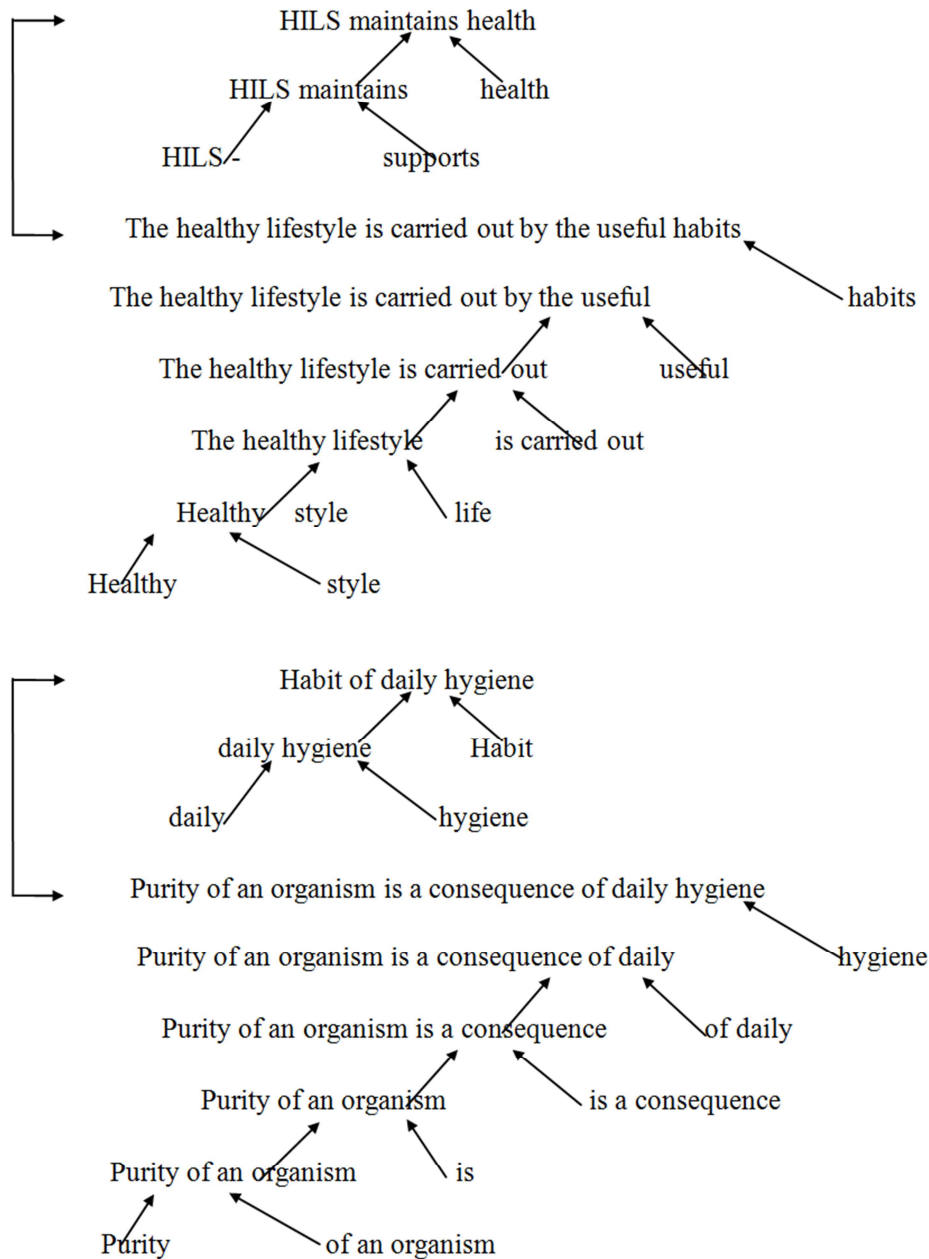 HILS maintains health
HILS maintains health
HILS - supports
The healthy lifestyle is carried out by the useful habits
habits
The healthy lifestyle is carried out by the useful
The healthy lifestyle is carried out useful
The healthy lifestyle is carried out
Healthy style life
Healthy style
Habit of daily hygiene
daily hygiene Habit
daily hygiene
Purity of an organism is a consequence of daily hygiene
Purity of an organism is a consequence of daily hygiene
Purity of an organism is a consequence of daily
Purity of an organism is a consequence
Purity of an organism is
Purity of an organism